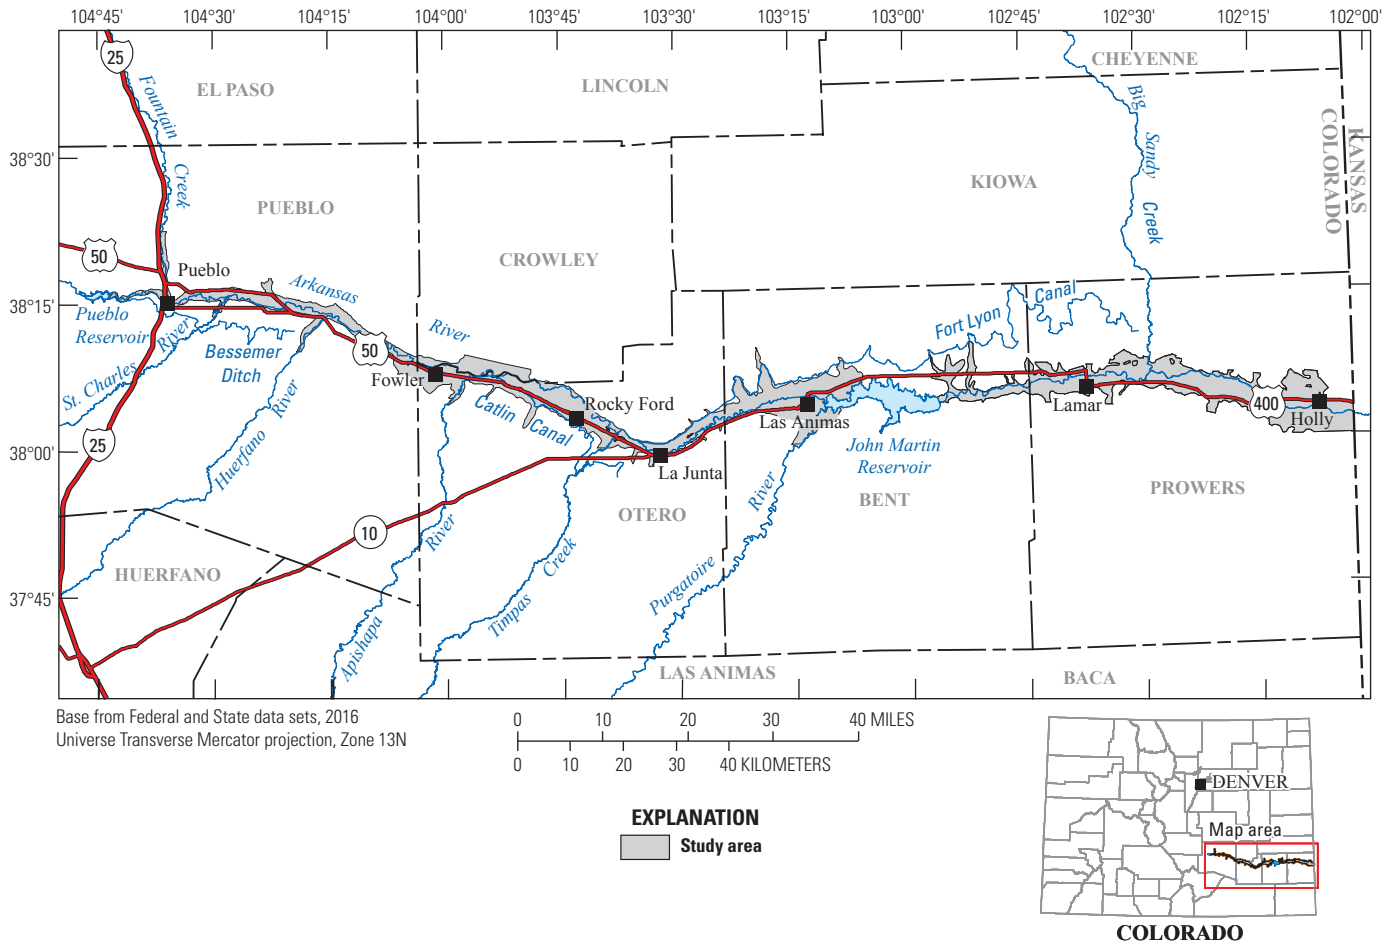 104°45' 104°30' 104°15' 104°00' 103°45' 103°30' 103°15' 103°00' 102°45' 102°30' 102°15' 102°00'
38°30'
38°15'
38°00'
37°45'
25
Fountain
Creek
EL PASO
LINCOLN
CHEYENNE
Big
Sandy
Creek
KANSAS
COLORADO
KIOWA
PUEBLO
CROWLEY
50
Pueblo
Arkansas
River
Pueblo
Reservoir
St. Charles
River
Bessemer
Ditch
50
Fowler
Huerfano
River
25
Catlin
Canal
Rocky Ford
La Junta
Las Animas
Fort Lyon
Canal
John Martin
Reservoir
Lamar
400
Holly
10
OTERO
BENT
PROWERS
HUERFANO
Apishapa
River
Timpas
Creek
Purgatoire
River
LAS ANIMAS
BACA
Base from Federal and State data sets, 2016
Universe Transverse Mercator projection, Zone 13N
0 10 20 30 40 MILES
0 10 20 30 40 KILOMETERS
EXPLANATION
Study area
DENVER
Map area
COLORADO